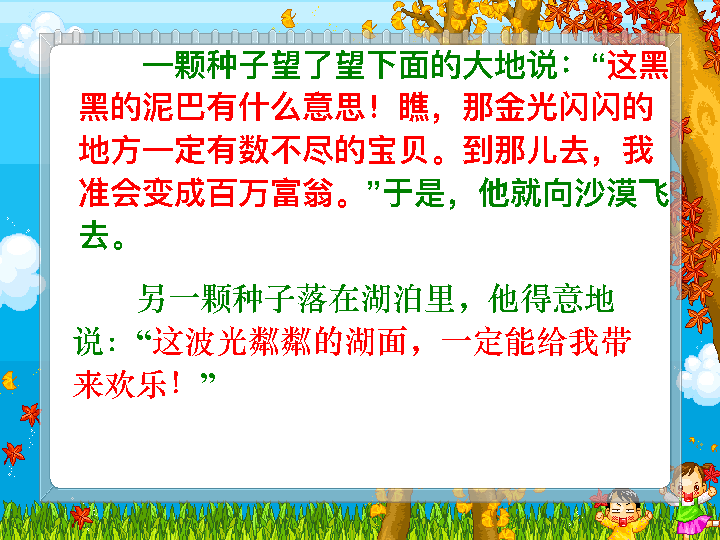 一颗种子望了望下面的大地说：“这黑
黑的泥巴有什么意思！瞧，那金光闪闪的
地方一定有数不尽的宝贝。到那儿去，我
准会变成百万富翁。”于是，他就向沙漠飞
去。
另一颗种子落在湖泊里，他得意地
说：“这波光粼粼的湖面，一定能给我带
来欢乐！”